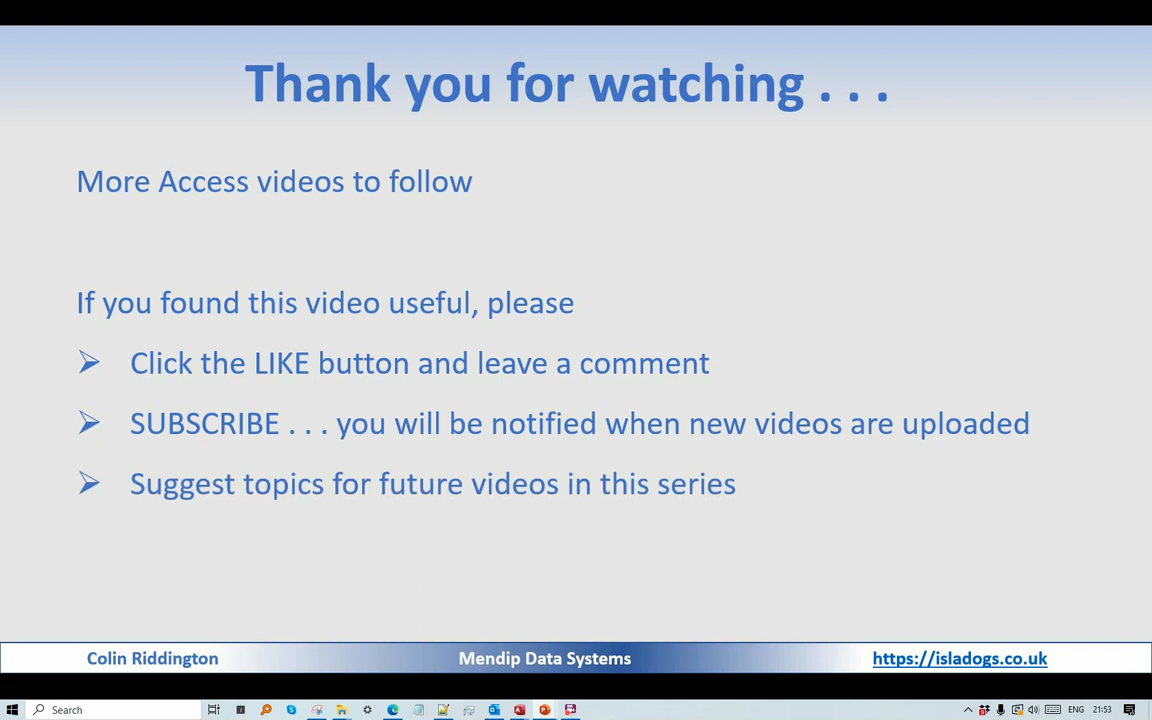 Thank you for watching . . .
More Access videos to follow
If you found this video useful, please
➢ Click the LIKE button and leave a comment
➢ SUBSCRIBE . . . you will be notified when new videos are uploaded
➢ Suggest topics for future videos in this series
Colin Riddington
Mendip Data Systems
https://isladogs.co.uk
Search
ENG
21:53